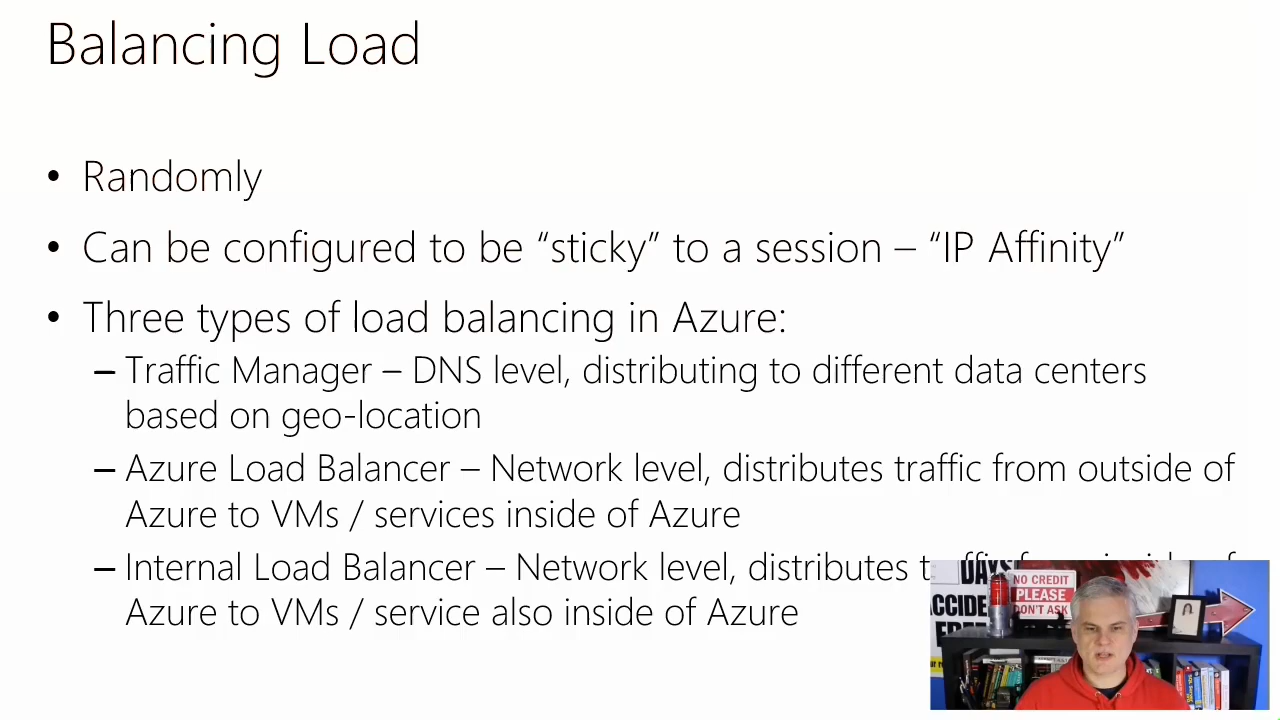 Balancing Load
• Randomly
• Can be configured to be “sticky” to a session – “IP Affinity”
• Three types of load balancing in Azure:
– Traffic Manager – DNS level, distributing to different data centers
based on geo-location
– Azure Load Balancer – Network level, distributes traffic from outside of
Azure to VMs / services inside of Azure
– Internal Load Balancer – Network level, distributes
Azure to VMs / service also inside of Azure
DAYS
NO CREDIT
PLEASE
DON'T ASK